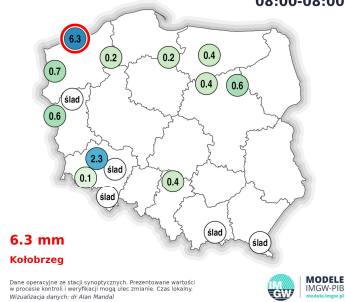 08:00-08:00
6.3
0.2
0.2
0.4
0.7
0.4
0.6
ślad
0.6
2.3
ślad
0.1
0.4
ślad
ślad
ślad
6.3 mm
Kołobrzeg
Dane operacyjne ze stacji synoptycznych. Prezentowane wartości
w procesie kontroli i weryfikacji mogą ulec zmianie. Czas lokalny.
Wizualizacja danych: dr Alan Mandal
IM
GW
MODELE
IMGW-PIB
modele.imgw.pl